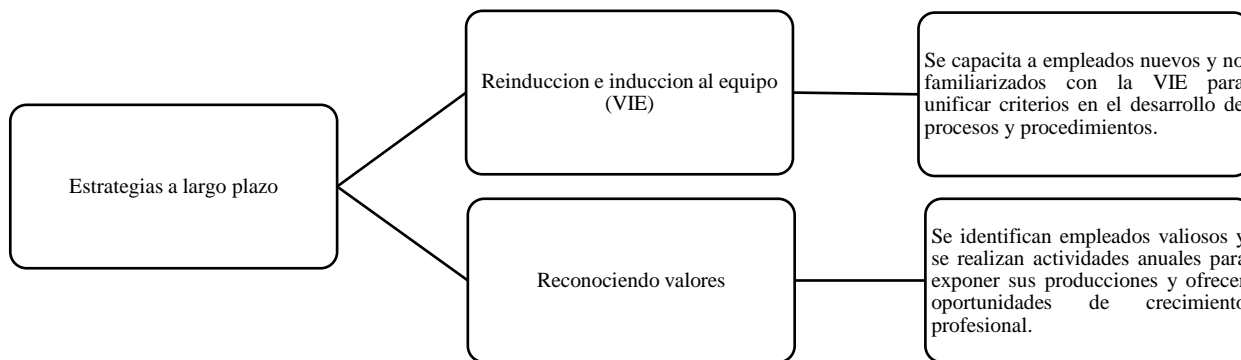 Estrategias a largo plazo
Reinduccion e induccion al equipo
(VIE)
Se capacita a empleados nuevos y no
familiarizados con la VIE para
unificar criterios en el desarrollo de
procesos y procedimientos.
Reconociendo valores
Se identifican empleados valiosos y
se realizan actividades anuales para
exponer sus producciones y ofrecer
oportunidades de crecimiento
profesional.